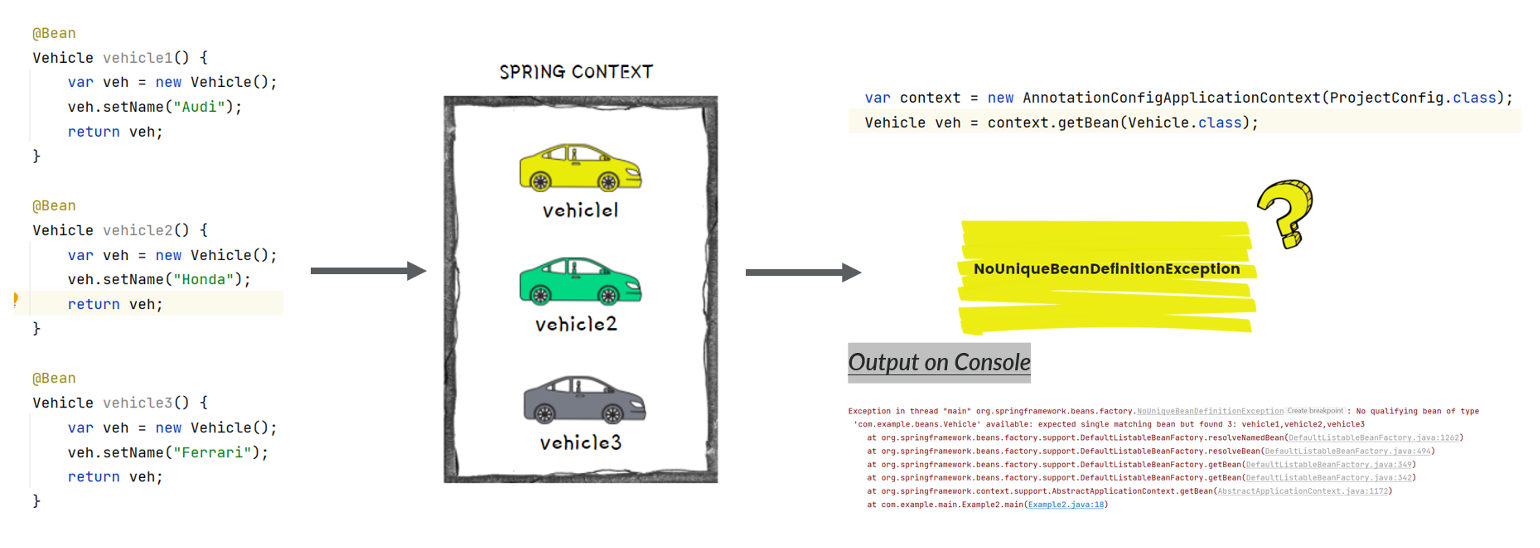 @Bean
Vehicle vehicle1() {
var veh = new Vehicle();
veh.setName("Audi");
return veh;
}
@Bean
Vehicle vehicle2() {
var veh = new Vehicle();
veh.setName("Honda");
return veh;
}
@Bean
Vehicle vehicle3() {
var veh = new Vehicle();
veh.setName("Ferrari");
return veh;
}
SPRING CONTEXT
vehicle1
vehicle2
vehicle3
var context = new AnnotationConfigApplicationContext(ProjectConfig.class);
Vehicle veh = context.getBean(Vehicle.class);
?
NoUniqueBeanDefinitionException
Output on Console
Exception in thread "main" org.springframework.beans.factory.NoUniqueBeanDefinitionException Create breakpoint : No qualifying bean of type
'com.example.beans.Vehicle' available: expected single matching bean but found 3: vehicle1,vehicle2,vehicle3
at org.springframework.beans.factory.support.DefaultListableBeanFactory.resolveNamedBean(DefaultListableBeanFactory.java:1262)
at org.springframework.beans.factory.support.DefaultListableBeanFactory.resolveBean(DefaultListableBeanFactory.java:494)
at org.springframework.beans.factory.support.DefaultListableBeanFactory.getBean(DefaultListableBeanFactory.java:349)
at org.springframework.beans.factory.support.DefaultListableBeanFactory.getBean(DefaultListableBeanFactory.java:342)
at org.springframework.context.support.AbstractApplicationContext.getBean(AbstractApplicationContext.java:1172)
at com.example.main.Example2.main(Example2.java:18)